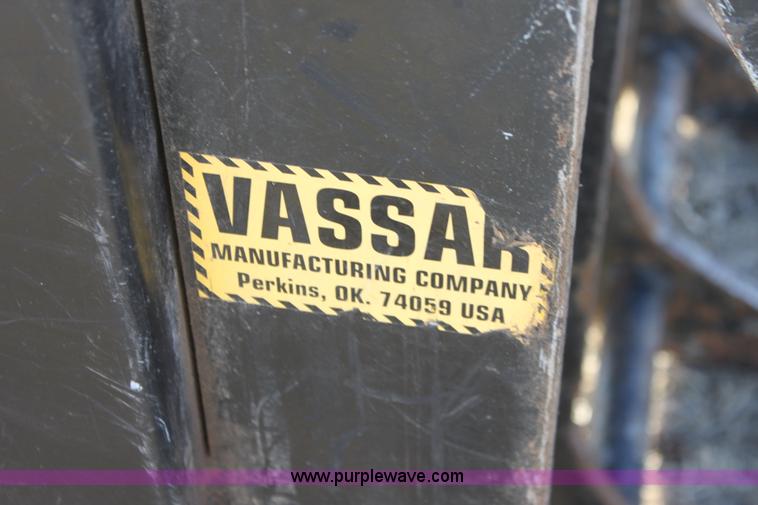 VASSAR
MANUFACTURING COMPANY
Perkins, OK. 74059 USA
www.purplewave.com